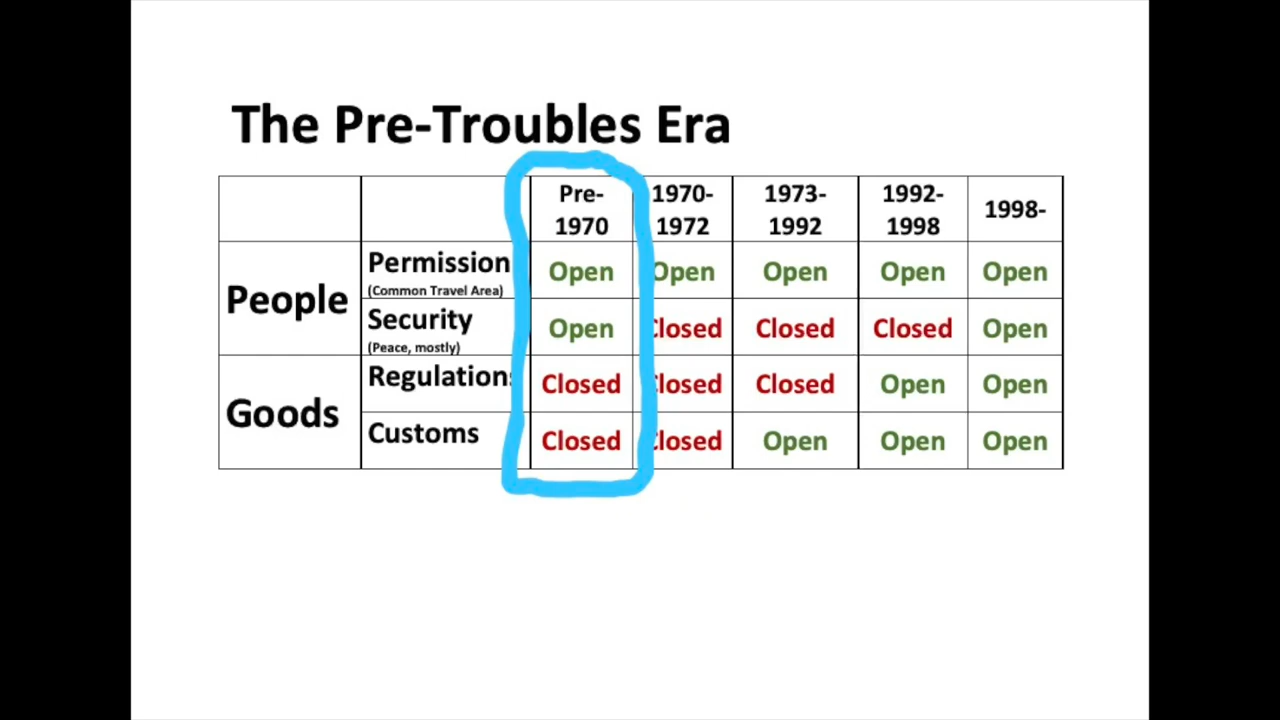 The Pre-Troubles Era
Pre-
1970
1970-
1972
1973-
1992
1992-
1998
1998-
People
Permission
(Common Travel Area)
Open
Open
Open
Open
Open
Security
(Peace, mostly)
Open
Closed
Closed
Closed
Open
Goods
Regulations
Closed
Closed
Closed
Open
Open
Customs
Closed
Closed
Open
Open
Open